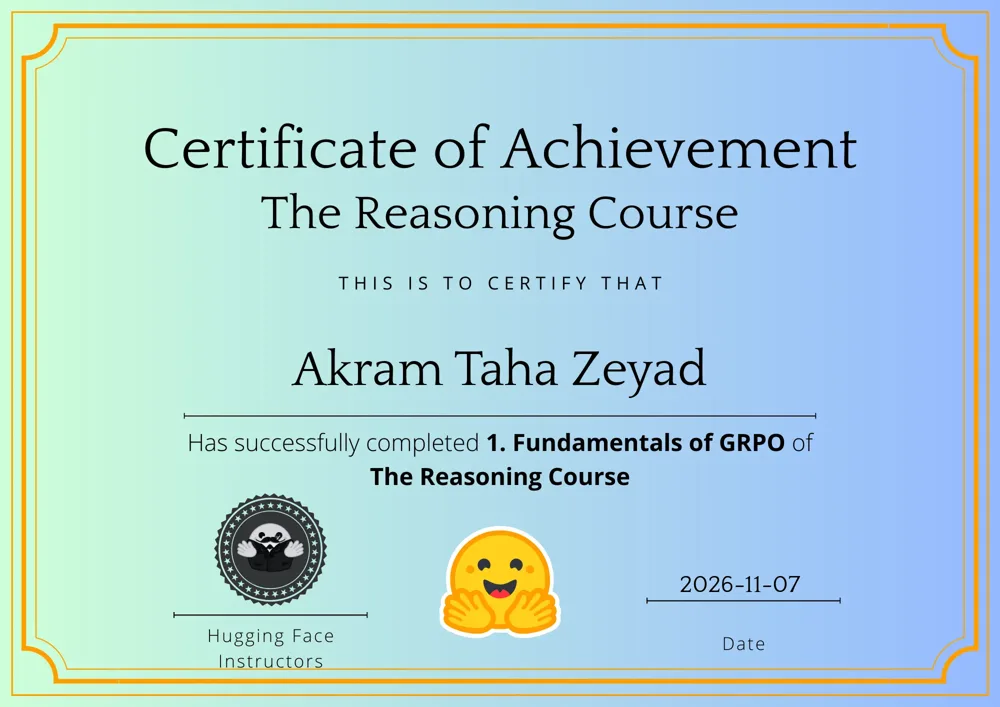 Certificate of Achievement
The Reasoning Course
THIS IS TO CERTIFY THAT
Akram Taha Zeyad
Has successfully completed 1. Fundamentals of GRPO of
The Reasoning Course
2026-11-07
Hugging Face
Instructors
Date